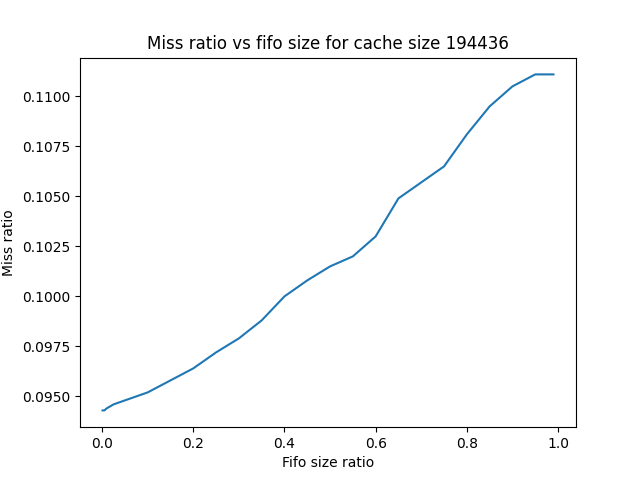 Miss ratio vs fifo size for cache size 194436
0.1100
0.1075
0.1050
0.1025
0.1000
0.0975
0.0950
Miss ratio
0.0 0.2 0.4 0.6 0.8 1.0
Fifo size ratio